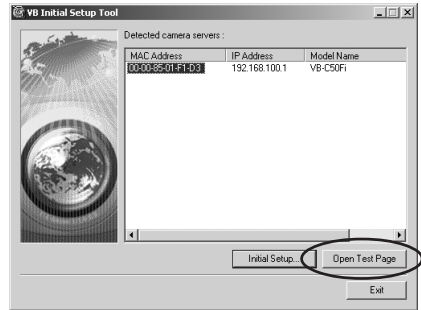 VB Initial Setup Tool
Detected camera servers :
MAC Address IP Address Model Name
00-00-85-01-F1-D3 192.168.100.1 VB-C50Fi
Initial Setup... Open Test Page
Exit